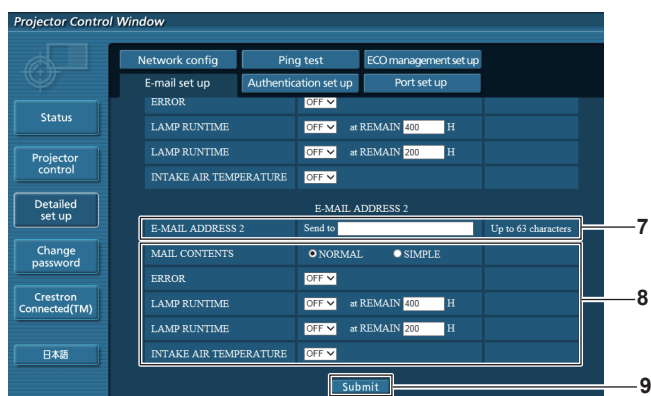 Projector Control Window
Network config Ping test ECO management set up
E-mail set up Authentication set up Port set up
Status
Projector control
Detailed set up
Change password
Crestron Connected(TM)
日本語
ERROR OFF
LAMP RUNTIME OFF at REMAIN 400 H
LAMP RUNTIME OFF at REMAIN 200 H
INTAKE AIR TEMPERATURE OFF
E-MAIL ADDRESS 2
E-MAIL ADDRESS 2 Send to Up to 63 characters 7
MAIL CONTENTS NORMAL SIMPLE
ERROR OFF
LAMP RUNTIME OFF at REMAIN 400 H 8
LAMP RUNTIME OFF at REMAIN 200 H
INTAKE AIR TEMPERATURE OFF
Submit 9